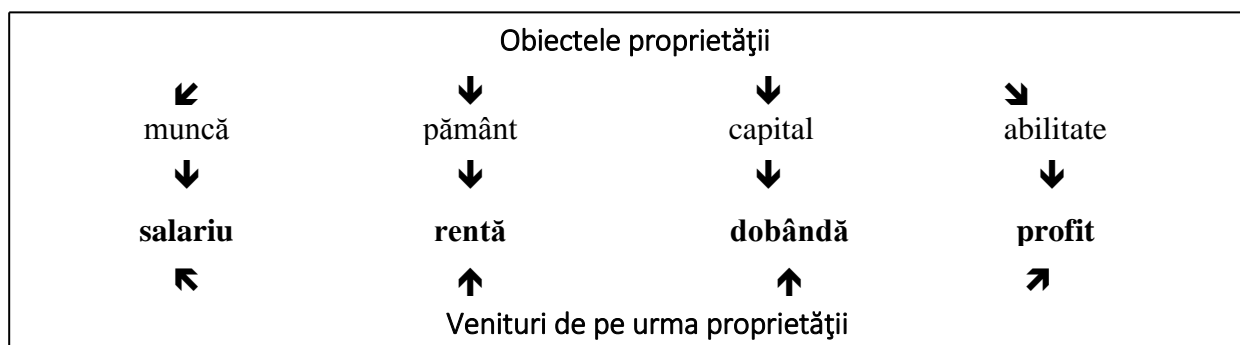 Obiectele proprietăţii
muncă pământ capital abilitate
salariu rentă dobândă profit
Venituri de pe urma proprietăţii